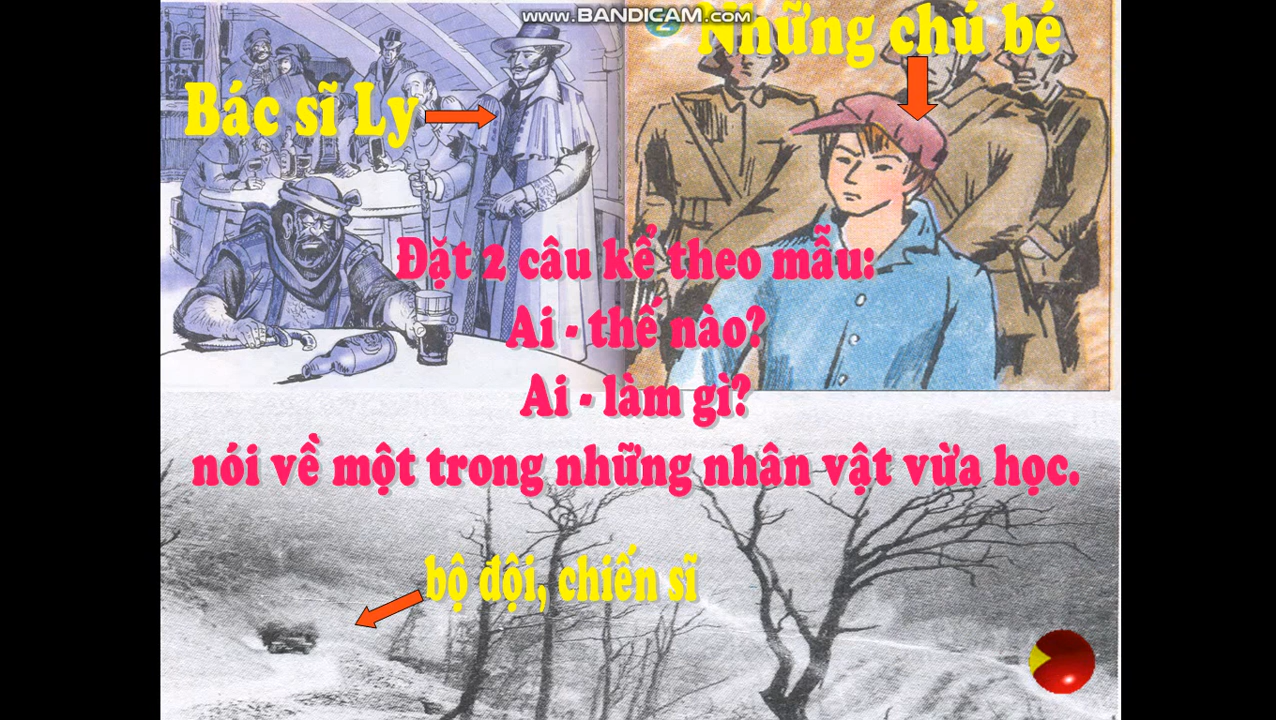 www.BANDICAM.com
2
Những chú bé
Bác sĩ Ly
Đặt 2 câu kể theo mẫu:
Ai - thế nào?
Ai - làm gì?
nói về một trong những nhân vật vừa học.
bộ đội, chiến sĩ